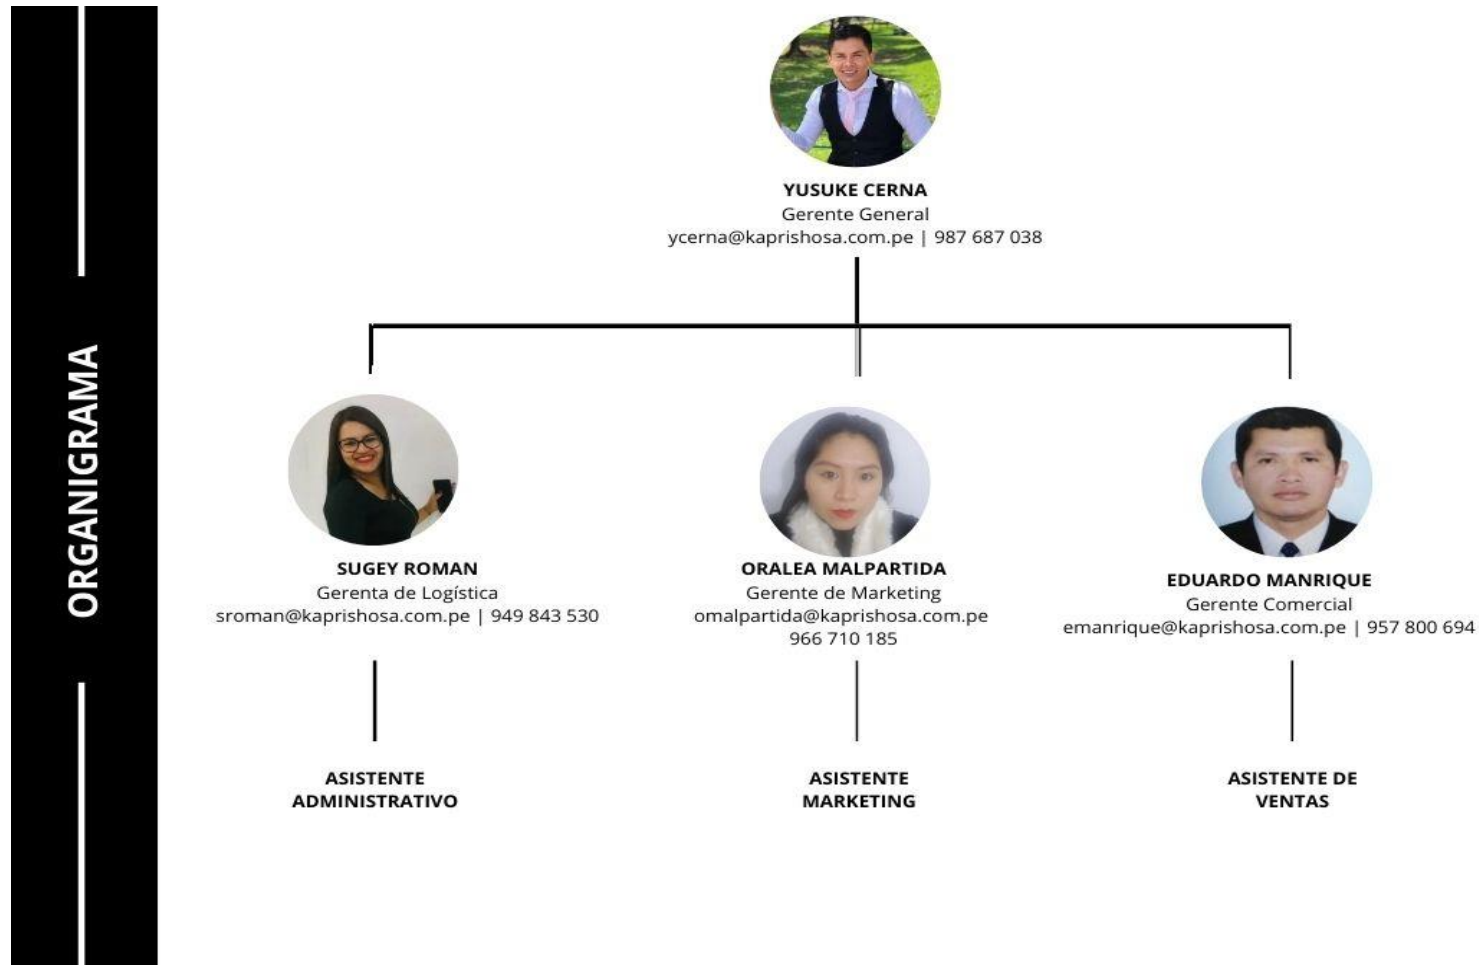 ORGANIGRAMA
YUSUKE CERNA
Gerente General
ycerna@kaprishosa.com.pe | 987 687 038
SUGEY ROMAN
Gerenta de Logística
sroman@kaprishosa.com.pe | 949 843 530
ORALEA MALPARTIDA
Gerente de Marketing
omalpartida@kaprishosa.com.pe
966 710 185
EDUARDO MANRIQUE
Gerente Comercial
emanrique@kaprishosa.com.pe | 957 800 694
ASISTENTE
ADMINISTRATIVO
ASISTENTE
MARKETING
ASISTENTE DE
VENTAS